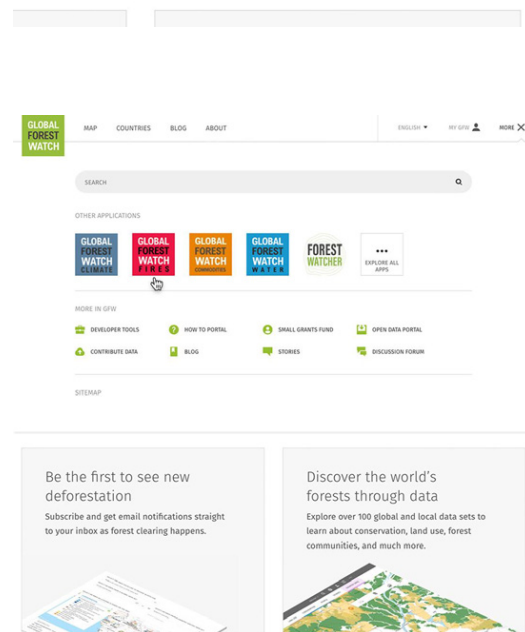 GLOBAL
FOREST
WATCH
MAP COUNTRIES BLOG ABOUT
ENGLISH MY GFW MORE
SEARCH
OTHER APPLICATIONS
GLOBAL
FOREST
WATCH
CLIMATE
GLOBAL
FOREST
WATCH
FIRES
GLOBAL
FOREST
WATCH
COMMODITIES
GLOBAL
FOREST
WATCH
WATER
FOREST
WATCHER
EXPLORE ALL
APPS
MORE IN GFW
DEVELOPER TOOLS HOW TO PORTAL SMALL GRANTS FUND OPEN DATA PORTAL
CONTRIBUTE DATA BLOG STORIES DISCUSSION FORUM
SITEMAP
Be the first to see new
deforestation
Subscribe and get email notifications straight
to your inbox as forest clearing happens.
Discover the world's
forests through data
Explore over 100 global and local data sets to
learn about conservation, land use, forest
communities, and much more.